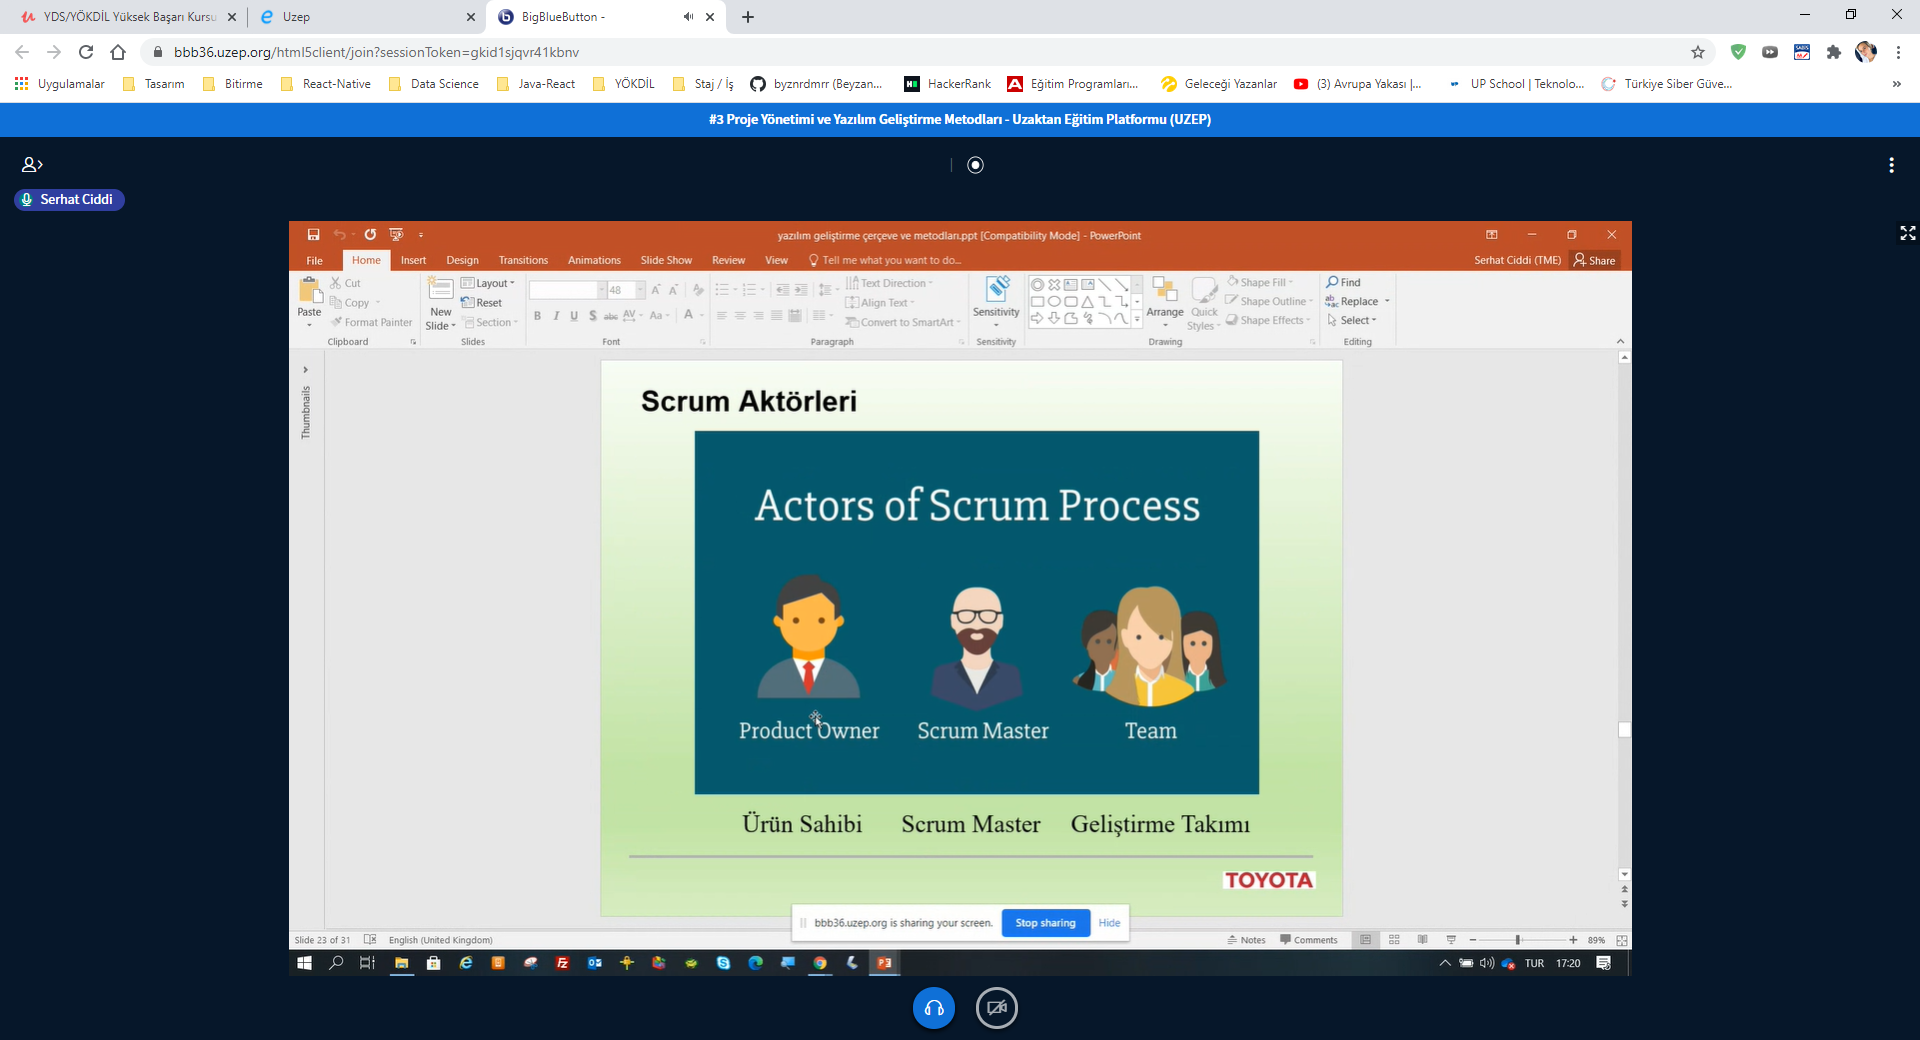 YDS/YÖKDİL Yüksek Başarı Kursu
Uzep
BigBlueButton -
bbb36.uzep.org/html5client/join?sessionToken=gkid1sjqvr41kbnv
Uygulamalar
Tasarım
Bitirme
React-Native
Data Science
Java-React
YÖKDİL
Staj / İş
byznrdmrr (Beyzan...
HackerRank
Eğitim Programları...
Geleceği Yazanlar
(3) Avrupa Yakası |...
UP School | Teknolo...
Türkiye Siber Güve...
»
#3 Proje Yönetimi ve Yazılım Geliştirme Metodları - Uzaktan Eğitim Platformu (UZEP)
Serhat Ciddi
yazılım geliştirme çerçeve ve metodları.ppt [Compatibility Mode] - PowerPoint
File
Home
Insert
Design
Transitions
Animations
Slide Show
Review
View
Tell me what you want to do...
Serhat Ciddi (TME)
Share
Paste
Cut
Copy
Format Painter
Clipboard
New Slide
Layout
Reset
Section
Slides
48
Font
Text Direction
Align Text
Convert to SmartArt
Paragraph
Sensitivity
Sensitivity
Arrange
Quick Styles
Shape Fill
Shape Outline
Shape Effects
Drawing
Find
Replace
Select
Editing
Thumbnails
Scrum Aktörleri
Actors of Scrum Process
Product Owner
Scrum Master
Team
Ürün Sahibi
Scrum Master
Geliştirme Takımı
TOYOTA
bbb36.uzep.org is sharing your screen.
Stop sharing
Hide
Slide 23 of 31
English (United Kingdom)
Notes
Comments
89%
TUR
17:20